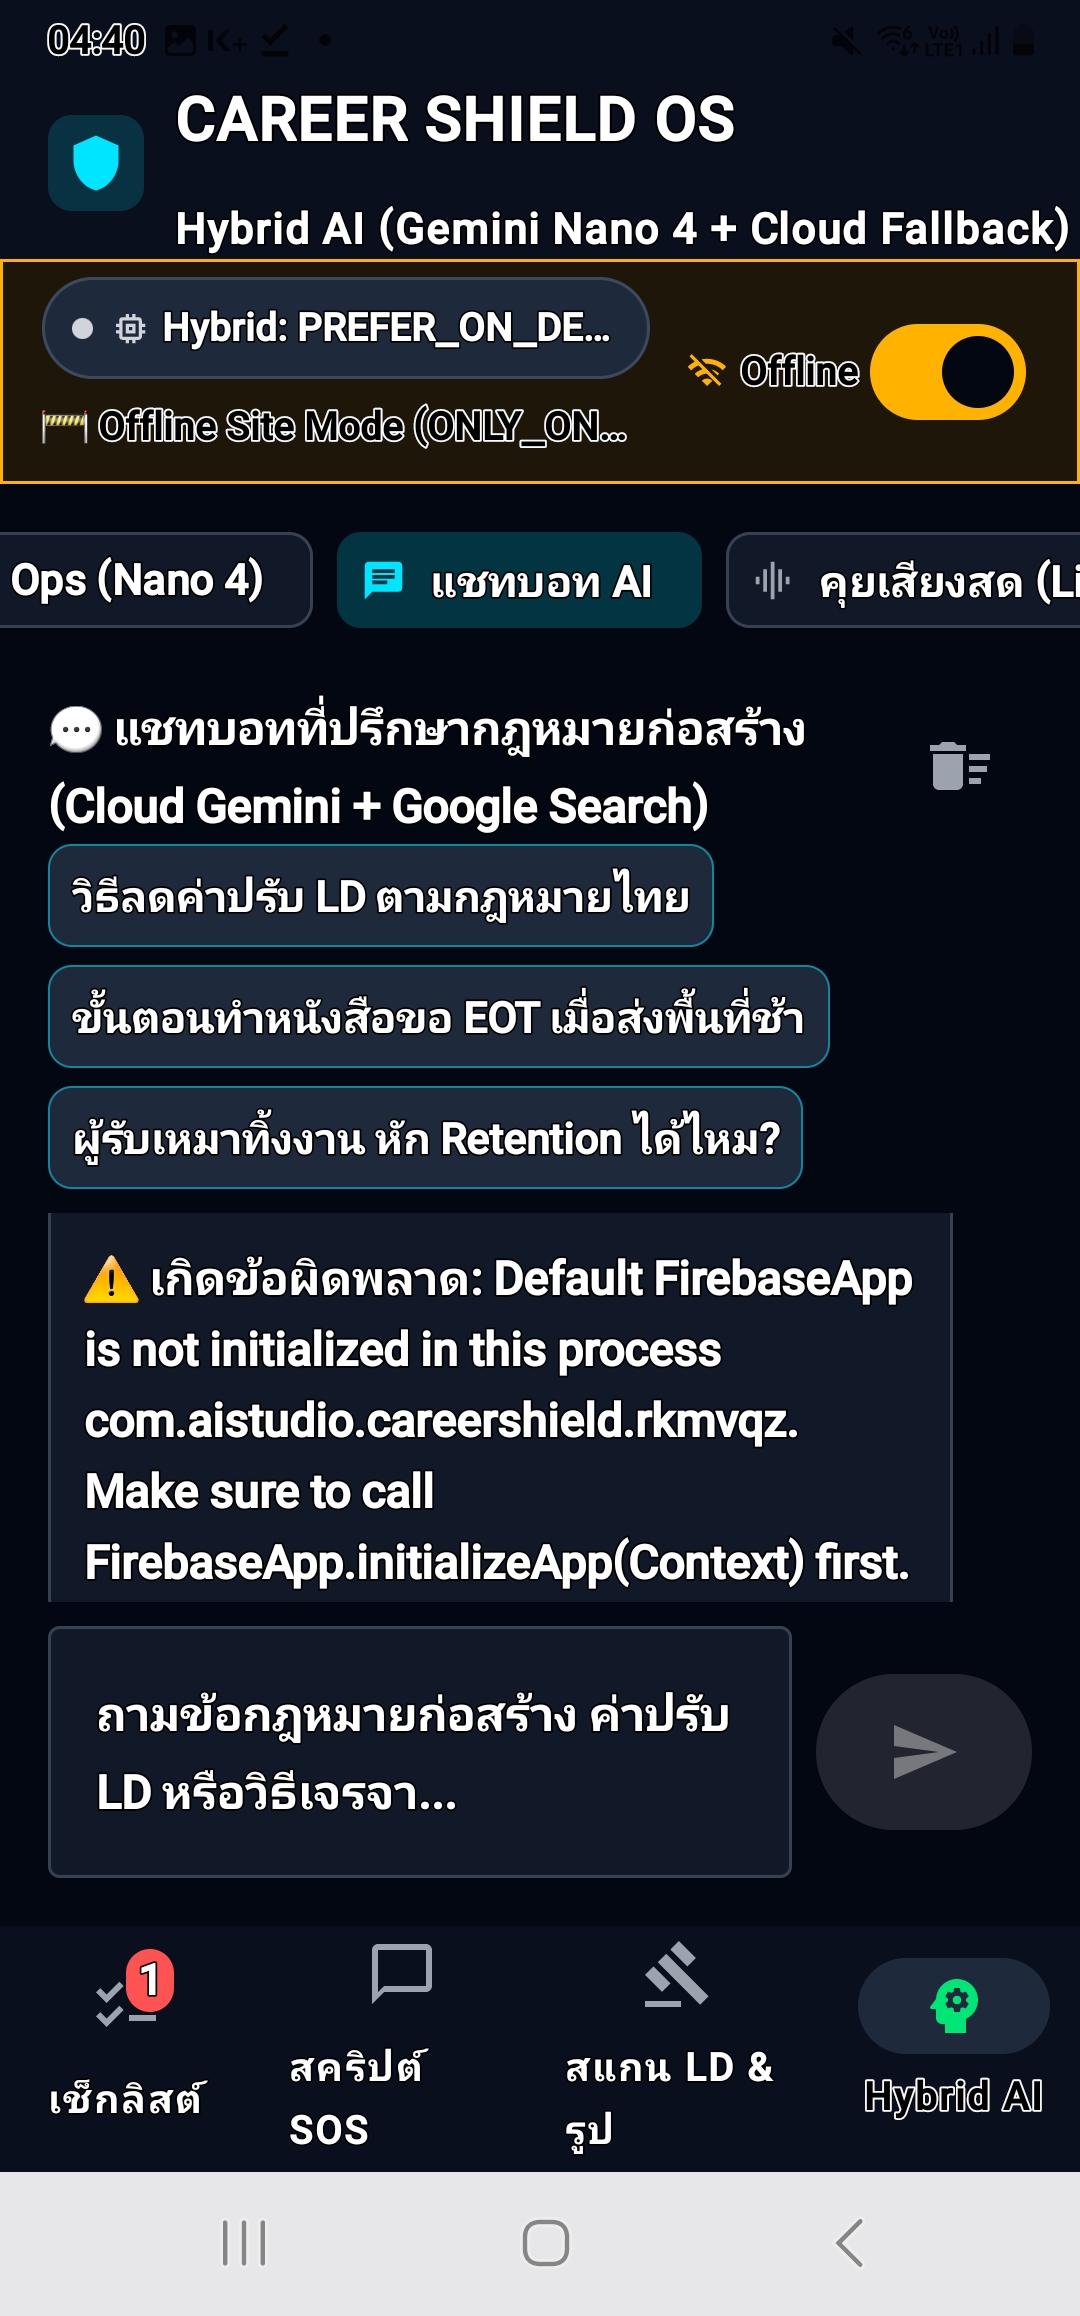 04:40
K+
6
Vo))
LTE1
CAREER SHIELD OS
Hybrid AI (Gemini Nano 4 + Cloud Fallback)
Hybrid: PREFER_ON_DE...
Offline
Offline Site Mode (ONLY_ON...
Ops (Nano 4)
แชทบอท AI
คุยเสียงสด (Li
แชทบอทที่ปรึกษากฎหมายก่อสร้าง
(Cloud Gemini + Google Search)
วิธีลดค่าปรับ LD ตามกฎหมายไทย
ขั้นตอนทำหนังสือขอ EOT เมื่อส่งพื้นที่ช้า
ผู้รับเหมาทิ้งงาน หัก Retention ได้ไหม?
เกิดข้อผิดพลาด: Default FirebaseApp
is not initialized in this process
com.aistudio.careershield.rkmvqz.
Make sure to call
FirebaseApp.initializeApp(Context) first.
ถามข้อกฎหมายก่อสร้าง ค่าปรับ
LD หรือวิธีเจรจา...
1
เช็กลิสต์
สคริปต์
SOS
สแกน LD &
รูป
Hybrid AI